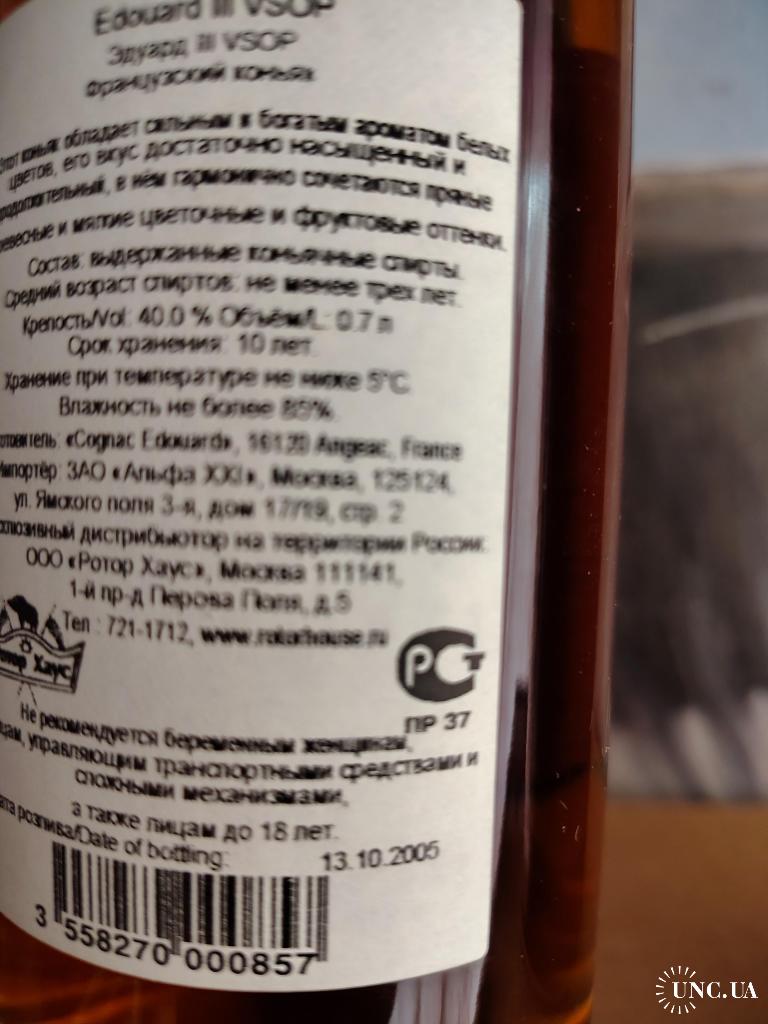 Edouard III VSOP
Эдуард III VSOP
Французский коньяк
Этот коньяк обладает сильным и богатым ароматом белых
цветов, его вкус достаточно насыщенный и
продолжительный, в нём гармонично сочетаются пряные
древесные и мягкие цветочные и фруктовые оттенки.
Состав: выдержанные коньячные спирты.
Средний возраст спиртов: не менее трех лет.
Крепость/Vol: 40.0 % Объём/L: 0.7 л
Срок хранения: 10 лет.
Хранение при температуре не ниже 5°C.
Влажность не более 85%.
готовитель: «Cognac Edouard», 16120 Angeac, France
Импортёр: ЗАО «Альфа XXI», Москва, 125124,
ул. Ямского поля 3-я, дом 17/19, стр. 2
склюзивный дистрибьютор на территории России:
ООО «Ротор Хаус», Москва 111141,
1-й пр-д Перова Поля, д.5
Тел.: 721-1712, www.rotorhouse.ru
Ротор Хаус
РСТ
ПР 37
Не рекомендуется беременным женщинам,
цам, управляющим транспортными средствами и
сложными механизмами,
а также лицам до 18 лет.
ата розлива/Date of bottling: 13.10.2005
3 558270 000857
UNC.UA